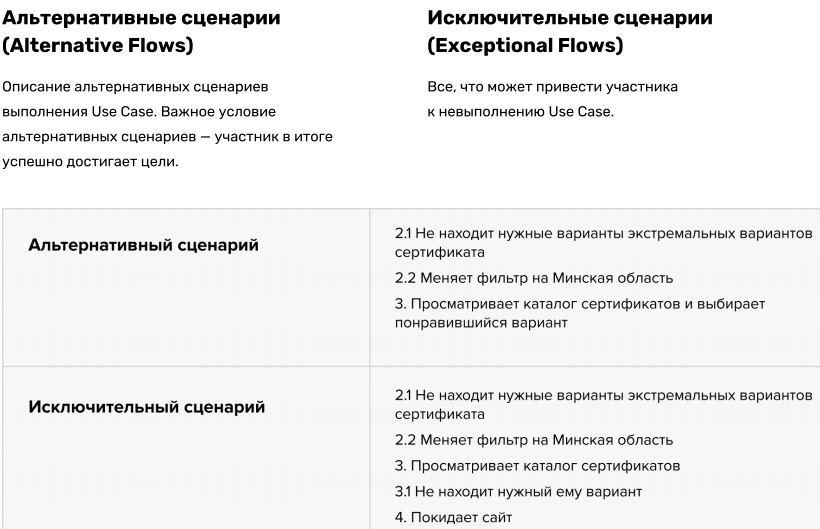 Альтернативные сценарии
(Alternative Flows)
Описание альтернативных сценариев
выполнения Use Case. Важное условие
альтернативных сценариев — участник в итоге
успешно достигает цели.
Исключительные сценарии
(Exceptional Flows)
Все, что может привести участника
к невыполнению Use Case.
Альтернативный сценарий
2.1 Не находит нужные варианты экстремальных вариантов
сертификата
2.2 Меняет фильтр на Минская область
3. Просматривает каталог сертификатов и выбирает
понравившийся вариант
Исключительный сценарий
2.1 Не находит нужные варианты экстремальных вариантов
сертификата
2.2 Меняет фильтр на Минская область
3. Просматривает каталог сертификатов
3.1 Не находит нужный ему вариант
4. Покидает сайт